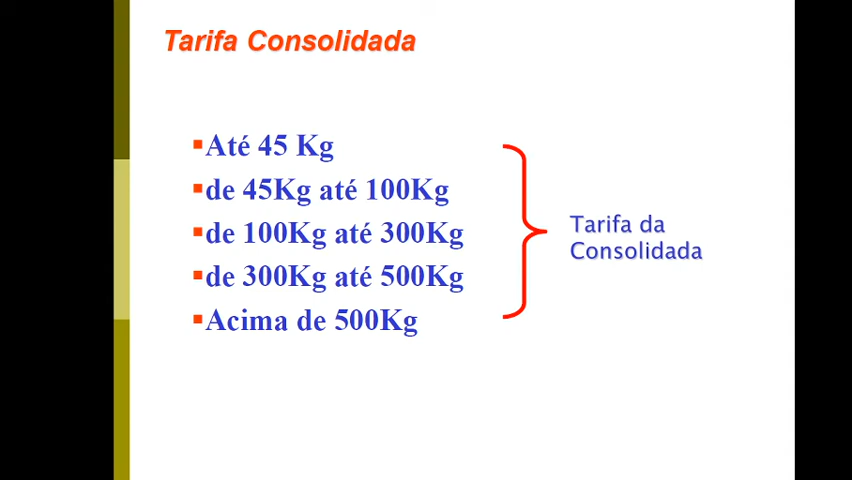 Tarifa Consolidada
Até 45 Kg
de 45Kg até 100Kg
de 100Kg até 300Kg
de 300Kg até 500Kg
Acima de 500Kg
Tarifa da
Consolidada